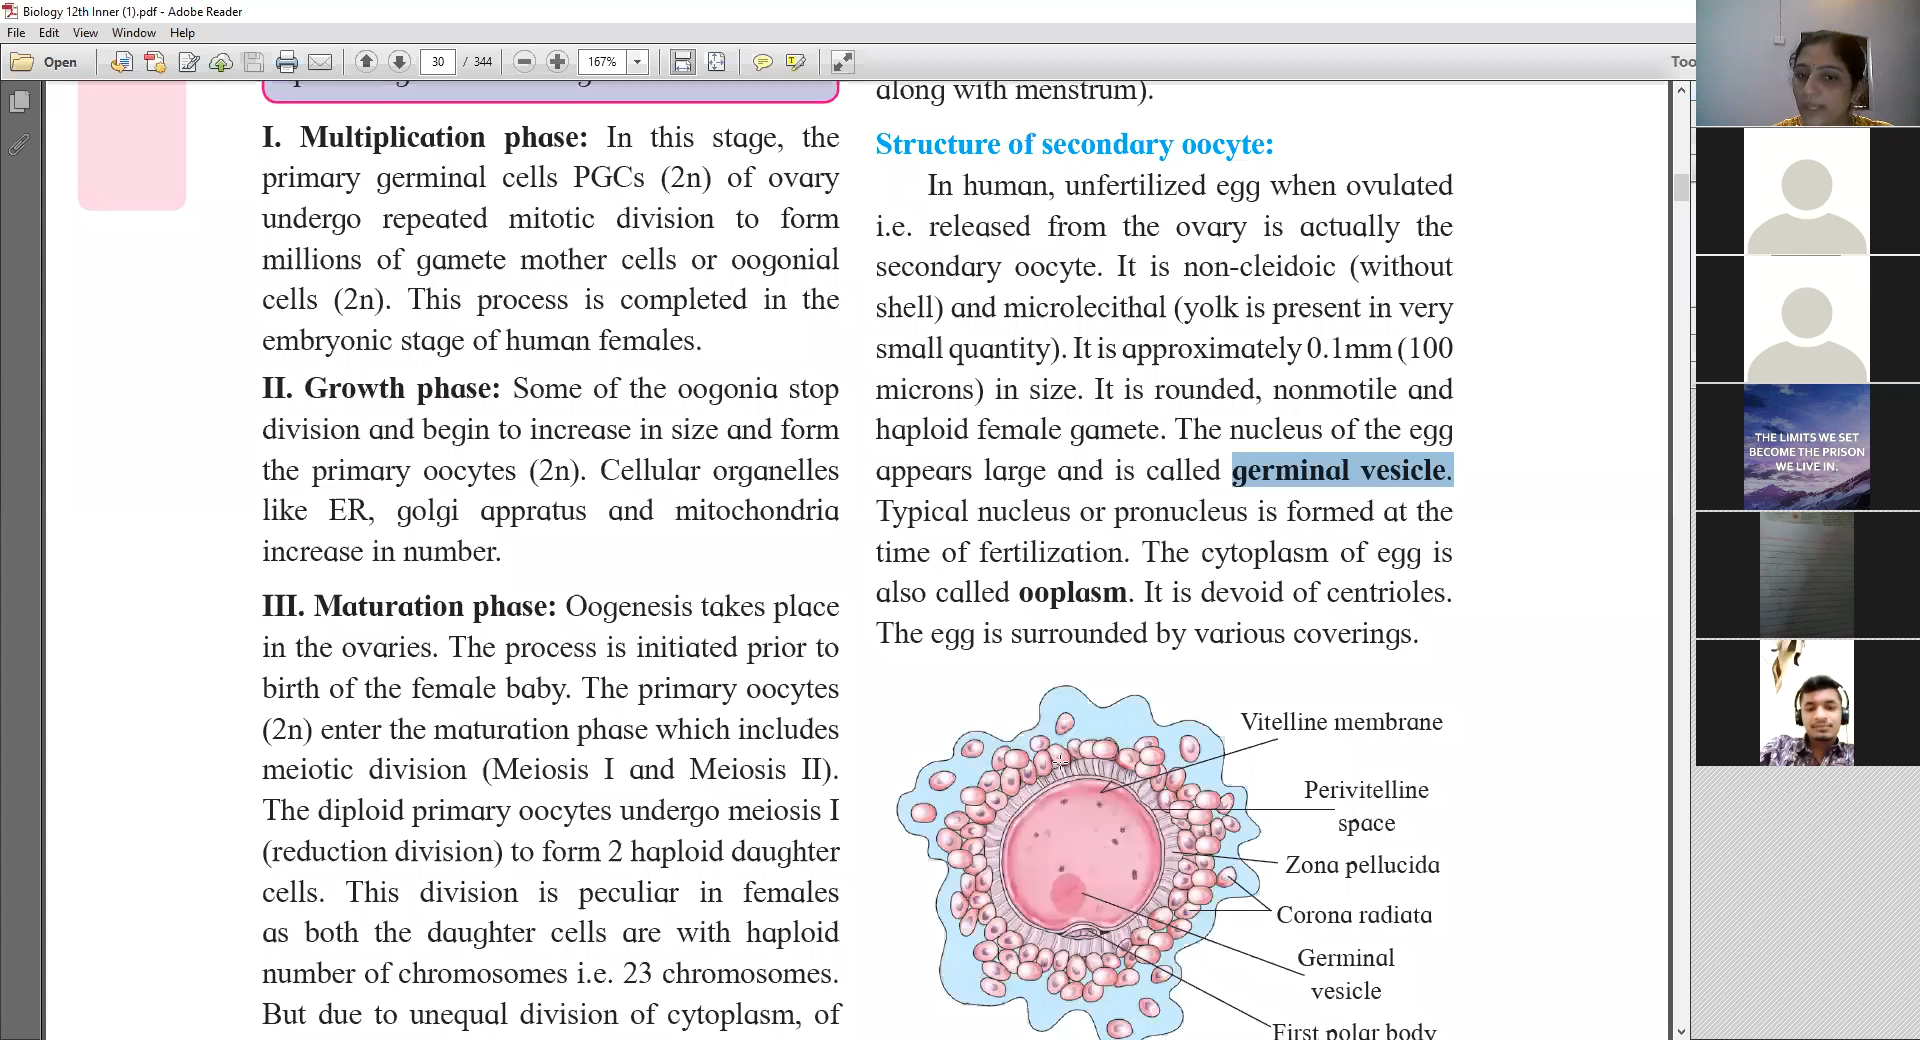 Biology 12th Inner (1).pdf - Adobe Reader
File Edit View Window Help
Open 30 / 344 167% Too
along with menstrum).
I. Multiplication phase: In this stage, the
primary germinal cells PGCs (2n) of ovary
undergo repeated mitotic division to form
millions of gamete mother cells or oogonial
cells (2n). This process is completed in the
embryonic stage of human females.
II. Growth phase: Some of the oogonia stop
division and begin to increase in size and form
the primary oocytes (2n). Cellular organelles
like ER, golgi appratus and mitochondria
increase in number.
III. Maturation phase: Oogenesis takes place
in the ovaries. The process is initiated prior to
birth of the female baby. The primary oocytes
(2n) enter the maturation phase which includes
meiotic division (Meiosis I and Meiosis II).
The diploid primary oocytes undergo meiosis I
(reduction division) to form 2 haploid daughter
cells. This division is peculiar in females
as both the daughter cells are with haploid
number of chromosomes i.e. 23 chromosomes.
But due to unequal division of cytoplasm, of
Structure of secondary oocyte:
In human, unfertilized egg when ovulated
i.e. released from the ovary is actually the
secondary oocyte. It is non-cleidoic (without
shell) and microlecithal (yolk is present in very
small quantity). It is approximately 0.1mm (100
microns) in size. It is rounded, nonmotile and
haploid female gamete. The nucleus of the egg
appears large and is called germinal vesicle.
Typical nucleus or pronucleus is formed at the
time of fertilization. The cytoplasm of egg is
also called ooplasm. It is devoid of centrioles.
The egg is surrounded by various coverings.
Vitelline membrane
Perivitelline
space
Zona pellucida
Corona radiata
Germinal
vesicle
First polar body
THE LIMITS WE SET
BECOME THE PRISON
WE LIVE IN.